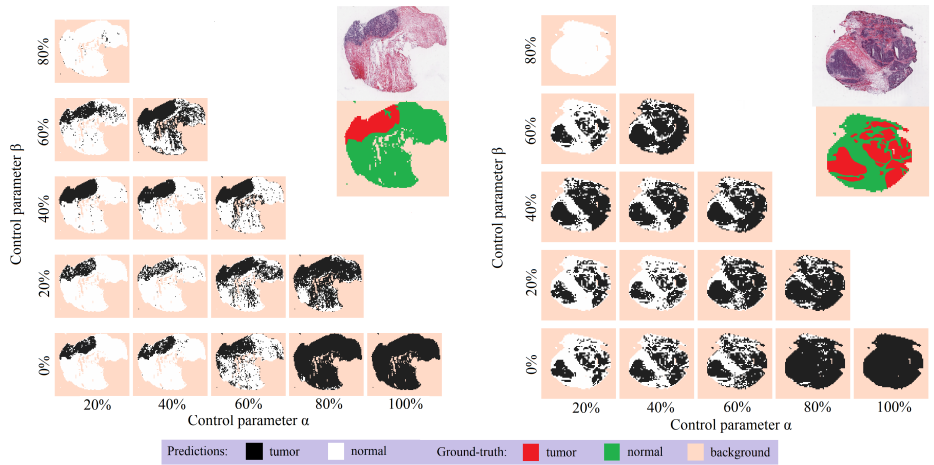 Control parameter β
80%
60%
40%
20%
0%
20% 40% 60% 80% 100%
Control parameter α
Control parameter β
80%
60%
40%
20%
0%
20% 40% 60% 80% 100%
Control parameter α
Predictions: tumor normal Ground-truth: tumor normal background